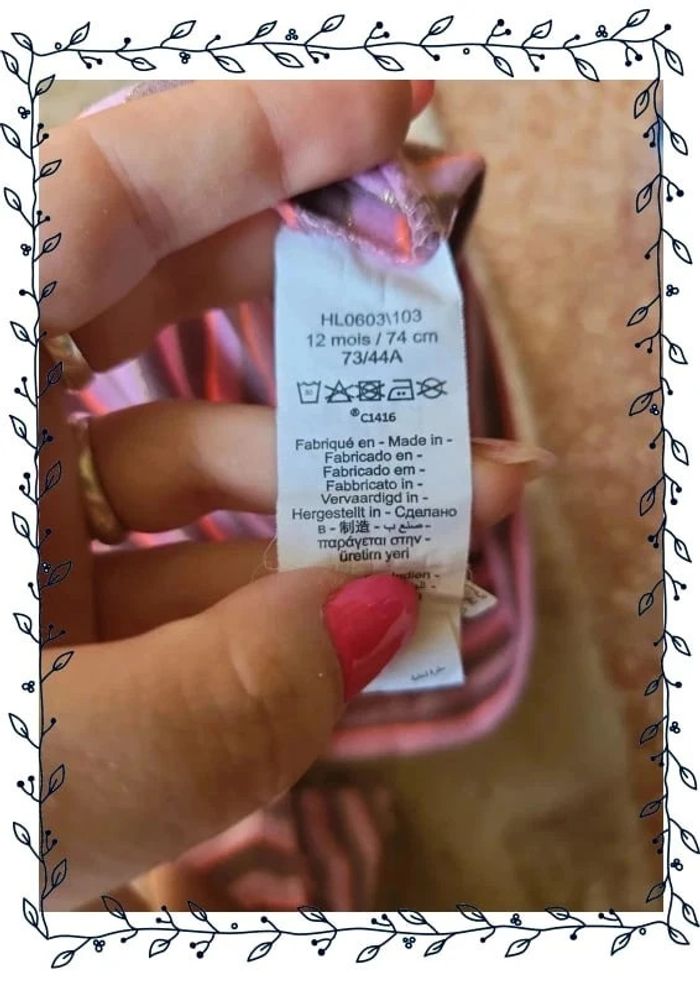 HL0603\103
12 mois / 74 cm
73/44A
®C1416
Fabriqué en - Made in -
Fabricado en -
Fabricado em -
Fabbricato in -
Vervaardigd in -
Hergestellt in - Сделано
в - 制造 - صنع ب -
παράγεται στην -
üretim yeri
Indien -